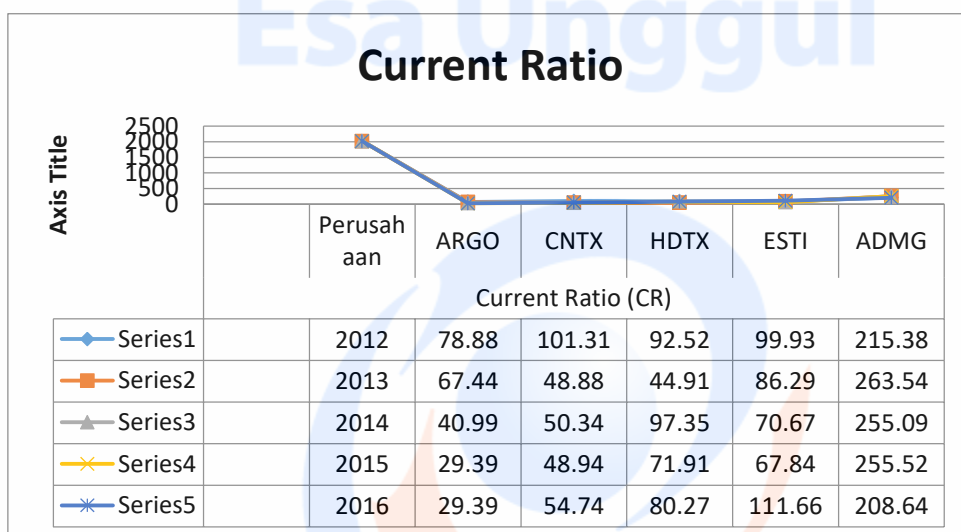 Esa Unggul
Current Ratio
Axis Title
2500
2000
1500
1000
500
0
Perusah
aan ARGO CNTX HDTX ESTI ADMG
Current Ratio (CR)
Series1 2012 78.88 101.31 92.52 99.93 215.38
Series2 2013 67.44 48.88 44.91 86.29 263.54
Series3 2014 40.99 50.34 97.35 70.67 255.09
Series4 2015 29.39 48.94 71.91 67.84 255.52
Series5 2016 29.39 54.74 80.27 111.66 208.64